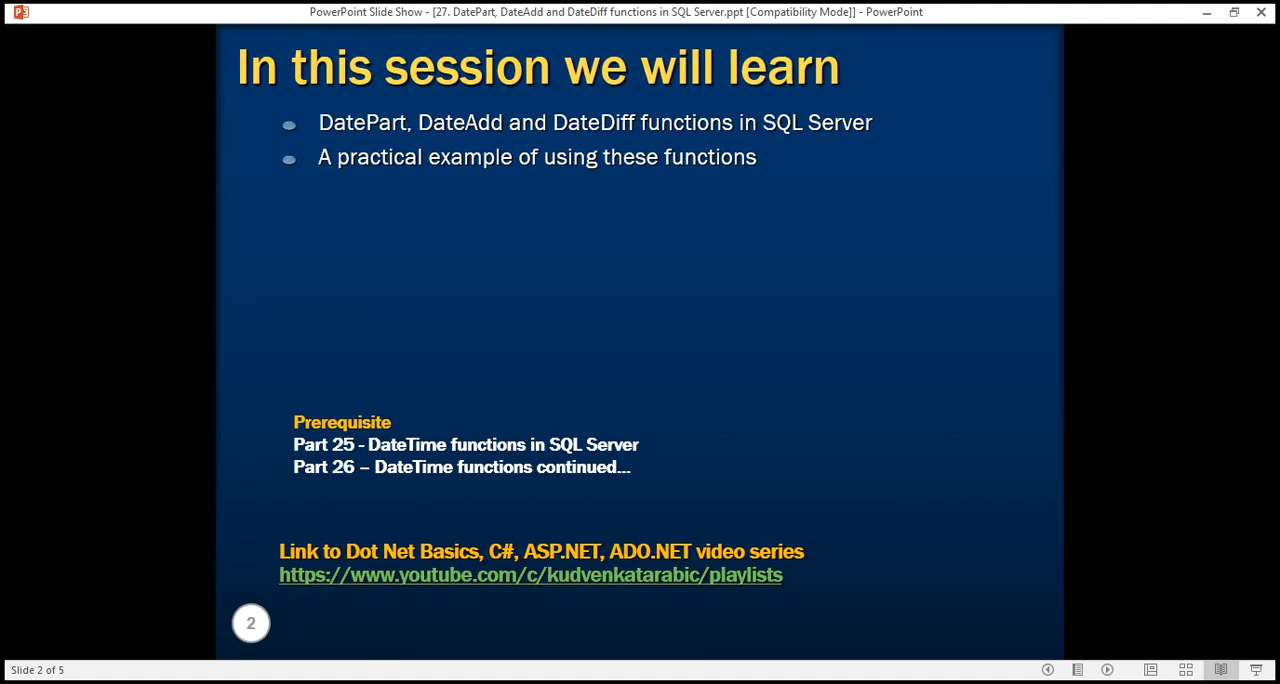 PowerPoint Slide Show - [27. DatePart, DateAdd and DateDiff functions in SQL Server.ppt [Compatibility Mode]] - PowerPoint
In this session we will learn
DatePart, DateAdd and DateDiff functions in SQL Server
A practical example of using these functions
Prerequisite
Part 25 - DateTime functions in SQL Server
Part 26 – DateTime functions continued...
Link to Dot Net Basics, C#, ASP.NET, ADO.NET video series
https://www.youtube.com/c/kudvenkatarabic/playlists
2
Slide 2 of 5